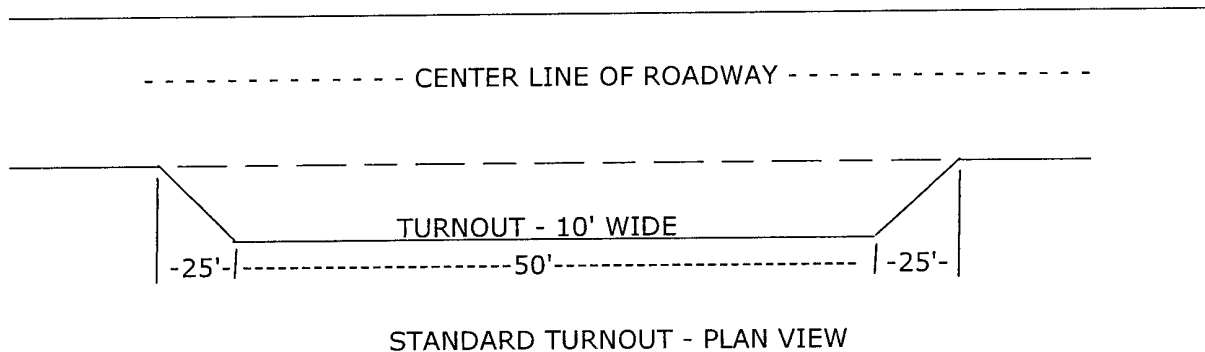 - - - - - - - - - - - - - CENTER LINE OF ROADWAY - - - - - - - - - - - - - - -
TURNOUT - 10' WIDE
-25'-|-----------------------50'-------------------------- |-25'-
STANDARD TURNOUT - PLAN VIEW